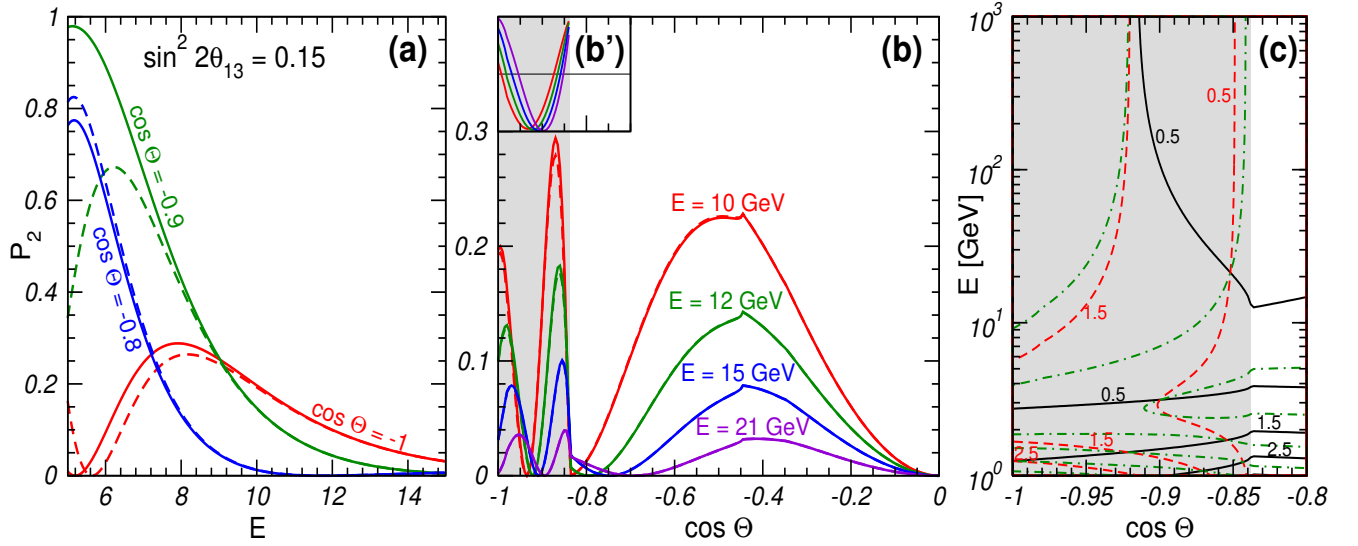 (a)
sin² 2θ₁₃ = 0.15
cos Θ = -0.9
cos Θ = -0.8
cos Θ = -1
P₂
1
0.8
0.6
0.4
0.2
0
6
8
10
12
14
E
(b')
(b)
0.3
0.2
0.1
0
E = 10 GeV
E = 12 GeV
E = 15 GeV
E = 21 GeV
-1
-0.8
-0.6
-0.4
-0.2
0
cos Θ
(c)
E [GeV]
10³
10²
10¹
10⁰
0.5
0.5
1.5
0.5
1.5
1.5
2.5
2.5
-1
-0.95
-0.9
-0.85
-0.8
cos Θ